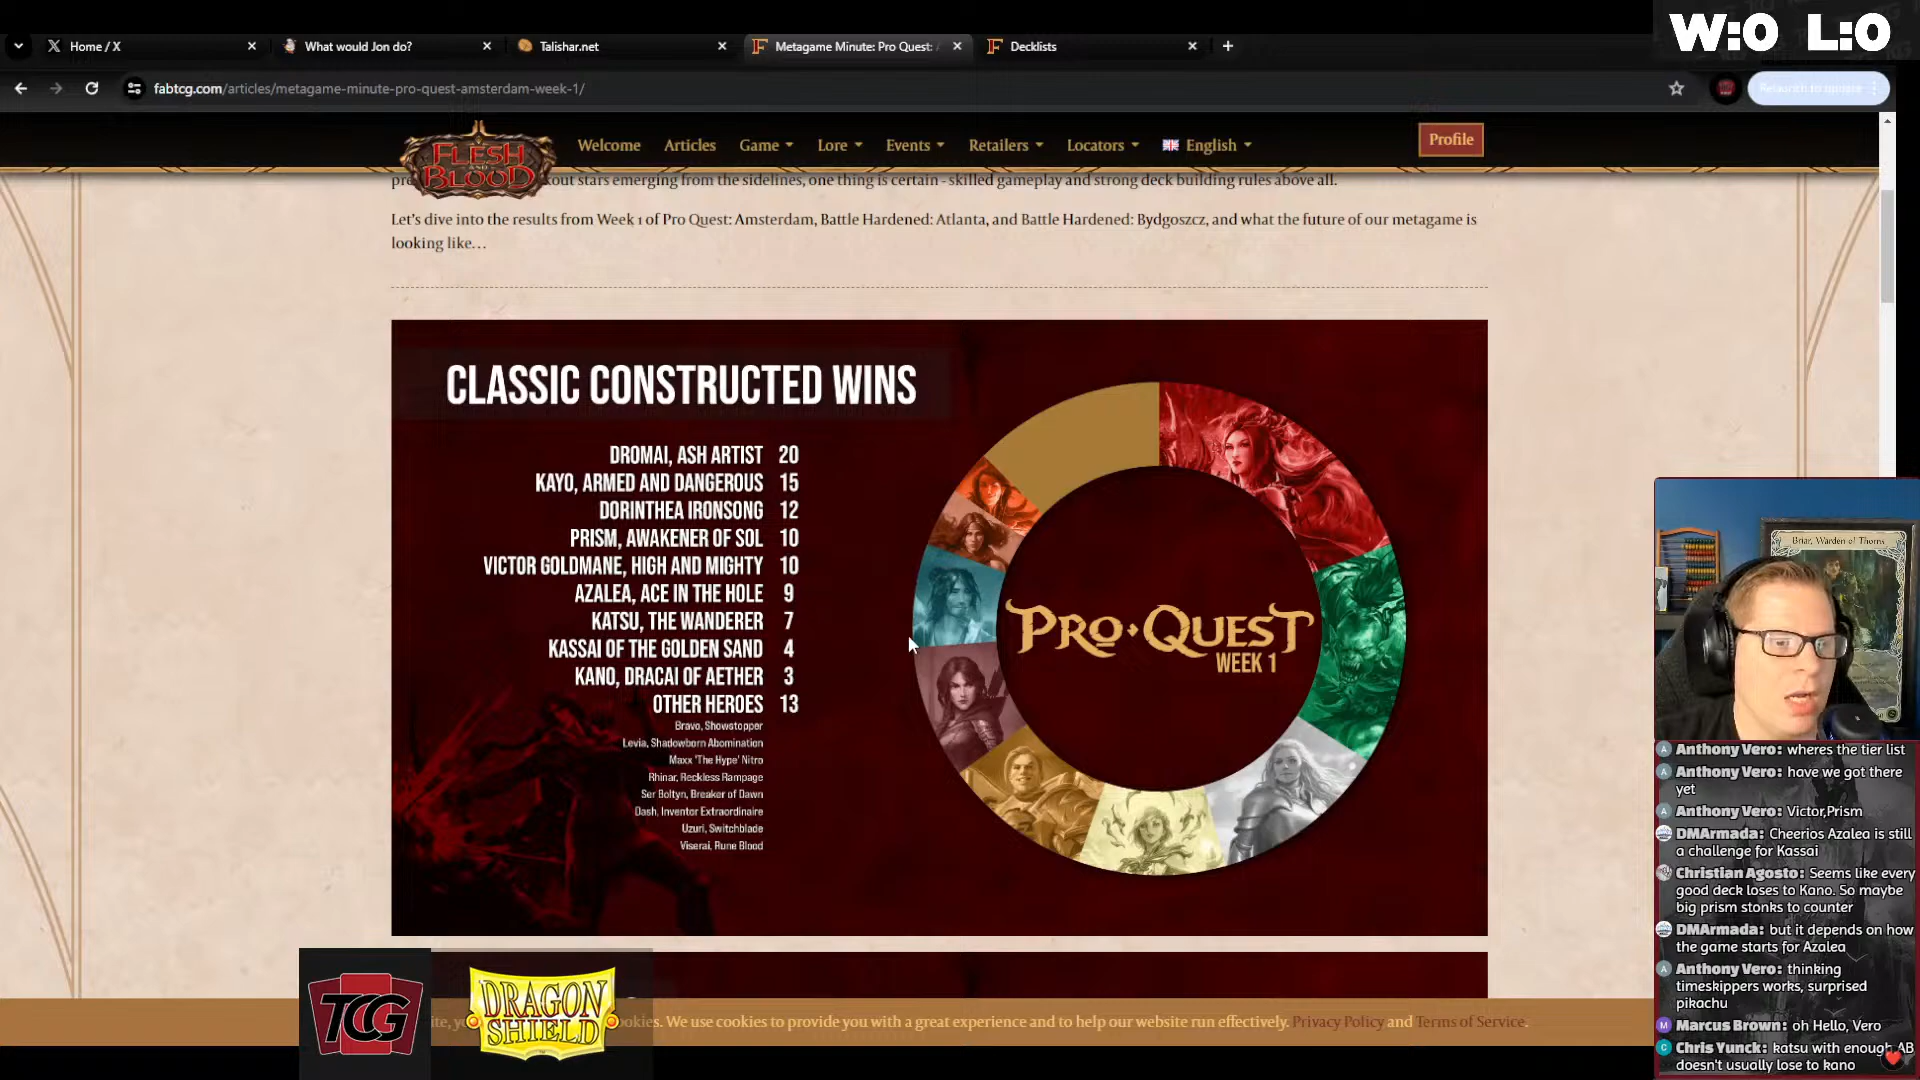 W:0 L:0
Home / X
What would Jon do?
Talishar.net
Metagame Minute: Pro Quest:
Decklists
fabtcg.com/articles/metagame-minute-pro-quest-amsterdam-week-1/
Relaunch to update
FLESH AND BLOOD
Welcome
Articles
Game
Lore
Events
Retailers
Locators
English
Profile
out stars emerging from the sidelines, one thing is certain - skilled gameplay and strong deck building rules above all.
Let's dive into the results from Week 1 of Pro Quest: Amsterdam, Battle Hardened: Atlanta, and Battle Hardened: Bydgoszcz, and what the future of our metagame is
looking like...
CLASSIC CONSTRUCTED WINS
DROMAI, ASH ARTIST 20
KAYO, ARMED AND DANGEROUS 15
DORINTHEA IRONSONG 12
PRISM, AWAKENER OF SOL 10
VICTOR GOLDMANE, HIGH AND MIGHTY 10
AZALEA, ACE IN THE HOLE 9
KATSU, THE WANDERER 7
KASSAI OF THE GOLDEN SAND 4
KANO, DRACAI OF AETHER 3
OTHER HEROES 13
Bravo, Showstopper
Levia, Shadowborn Abomination
Maxx 'The Hype' Nitro
Rhinar, Reckless Rampage
Ser Boltyn, Breaker of Dawn
Dash, Inventor Extraordinaire
Uzuri, Switchblade
Viserai, Rune Blood
PRO•QUEST
WEEK 1
Briar, Warden of Thorns
Anthony Vero: wheres the tier list
Anthony Vero: have we got there
yet
Anthony Vero: Victor,Prism
DMArmada: Cheerios Azalea is still
a challenge for Kassai
Christian Agosto: Seems like every
good deck loses to Kano. So maybe
big prism stonks to counter
DMArmada: but it depends on how
the game starts for Azalea
Anthony Vero: thinking
timeskippers works, surprised
pikachu
Marcus Brown: oh Hello, Vero
Chris Yunck: katsu with enough AB
doesn't usually lose to kano
TCG
DRAGON
SHIELD
ookies. We use cookies to provide you with a great experience and to help our website run effectively. Privacy Policy and Terms of Service.